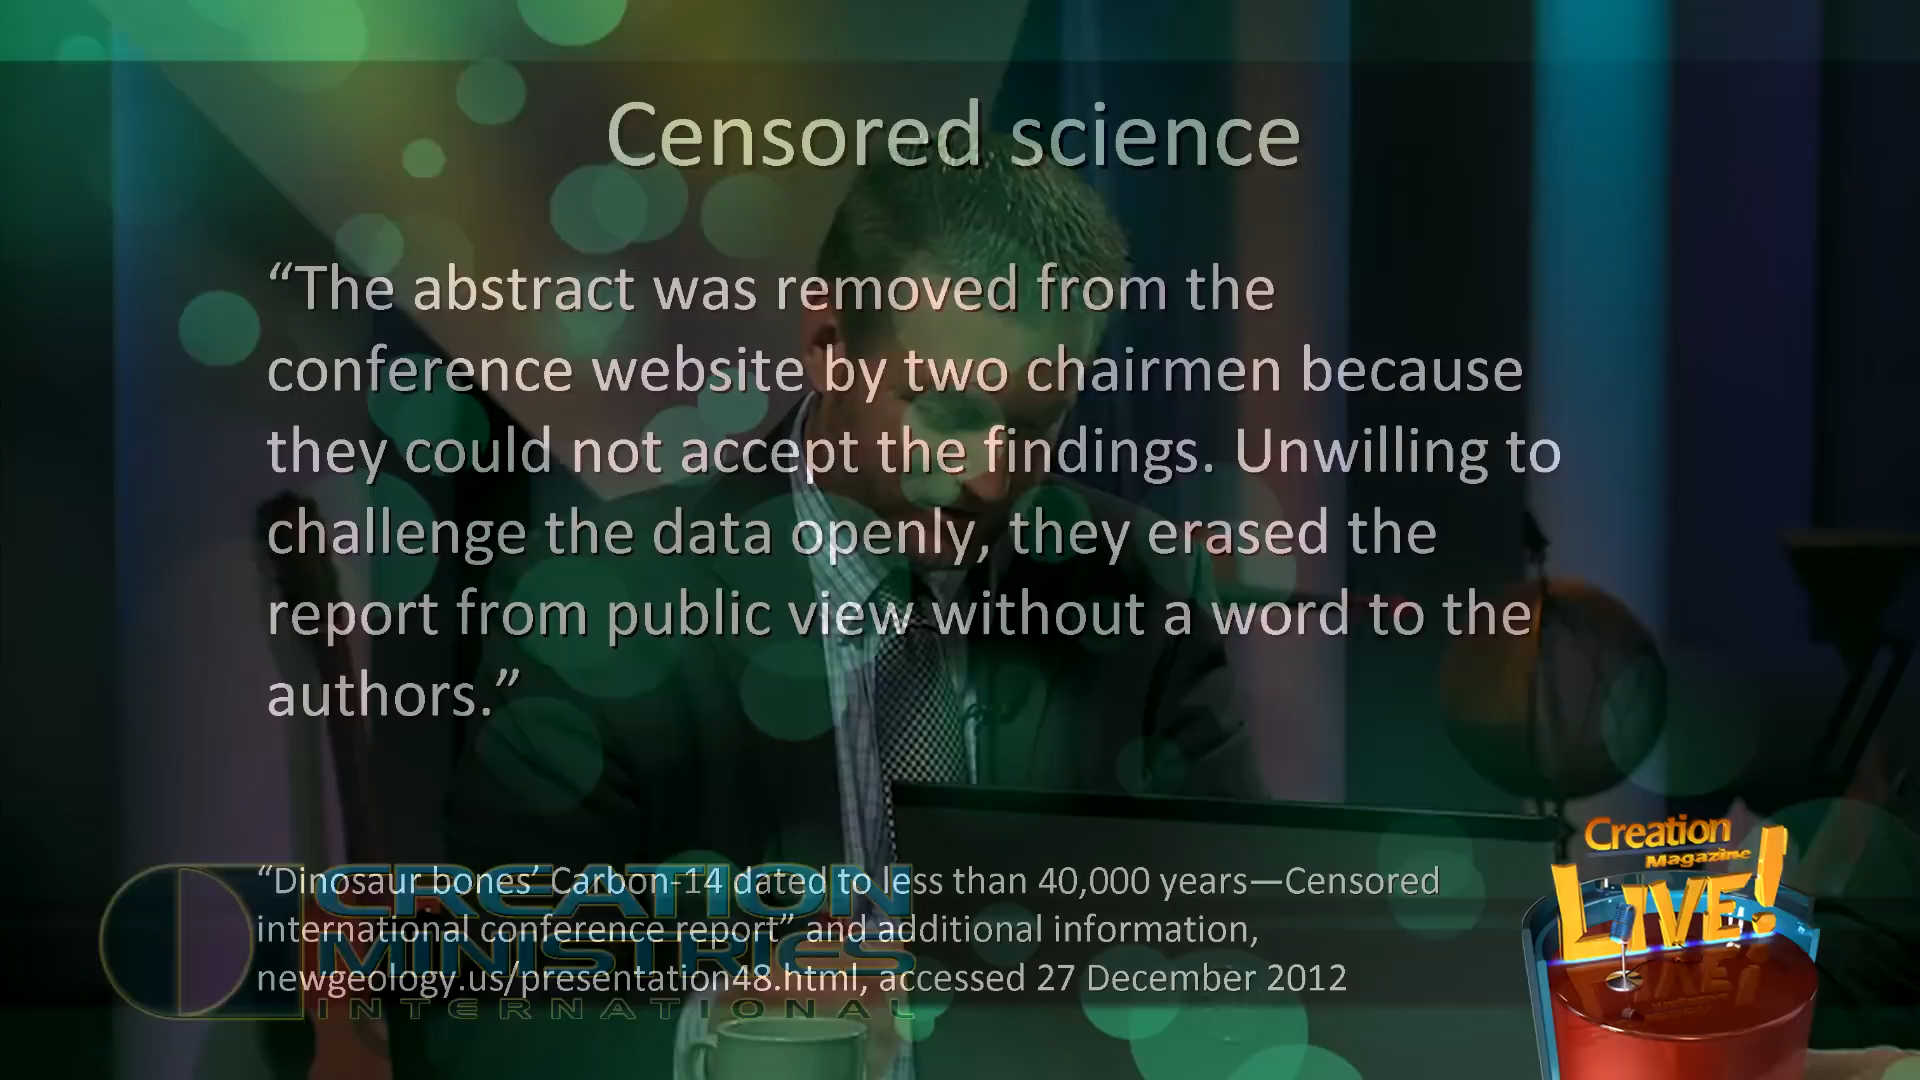 Censored science
“The abstract was removed from the
conference website by two chairmen because
they could not accept the findings. Unwilling to
challenge the data openly, they erased the
report from public view without a word to the
authors.”
“Dinosaur bones’ Carbon-14 dated to less than 40,000 years—Censored
international conference report” and additional information,
newgeology.us/presentation48.html, accessed 27 December 2012
CREATION
MINISTRIES
INTERNATIONAL
Creation
Magazine
LIVE!